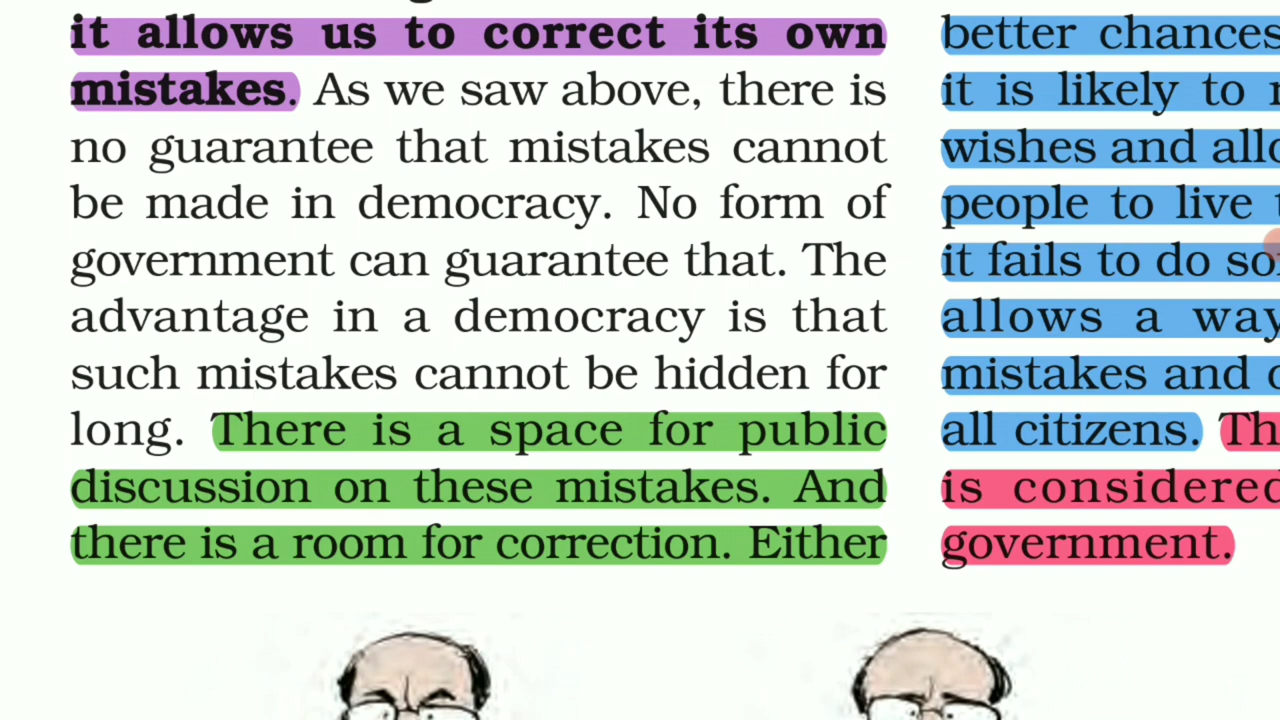 it allows us to correct its own
mistakes. As we saw above, there is
no guarantee that mistakes cannot
be made in democracy. No form of
government can guarantee that. The
advantage in a democracy is that
such mistakes cannot be hidden for
long. There is a space for public
discussion on these mistakes. And
there is a room for correction. Either
better chances
it is likely to
wishes and
people to live
it fails to do
allows a way
mistakes and
all citizens.
is considered
government.